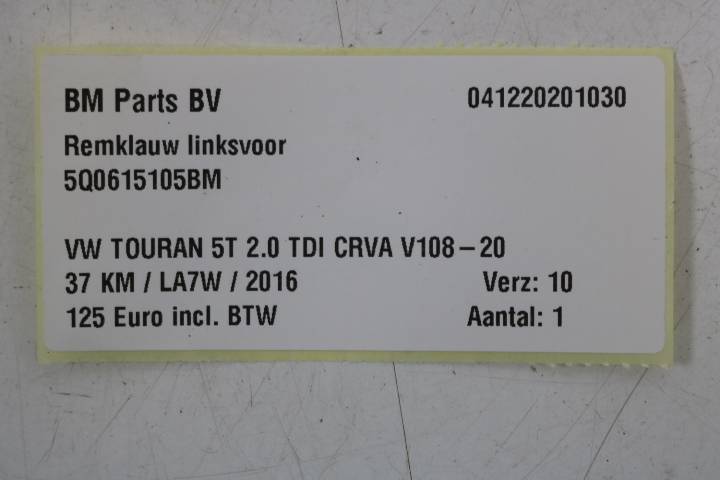 BM Parts BV 041220201030
Remklauw linksvoor
5Q0615105BM
VW TOURAN 5T 2.0 TDI CRVA V108-20
37 KM / LA7W / 2016 Verz: 10
125 Euro incl. BTW Aantal: 1